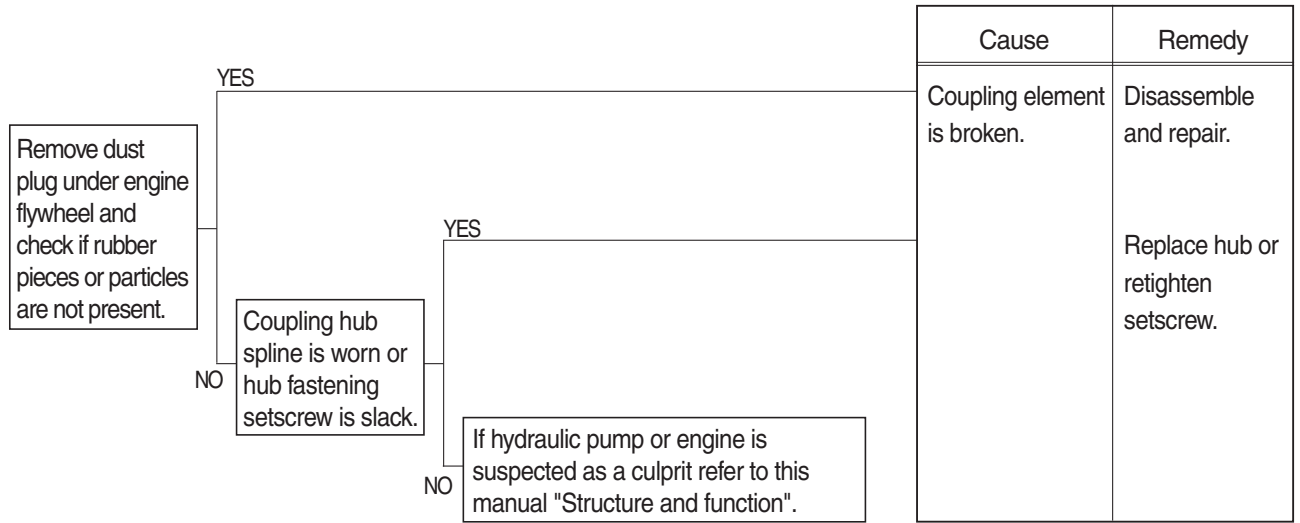 Cause
Remedy
YES
Coupling element
is broken.
Disassemble
and repair.
Remove dust
plug under engine
flywheel and
check if rubber
pieces or particles
are not present.
YES
Replace hub or
retighten
setscrew.
NO
Coupling hub
spline is worn or
hub fastening
setscrew is slack.
NO
If hydraulic pump or engine is
suspected as a culprit refer to this
manual "Structure and function".